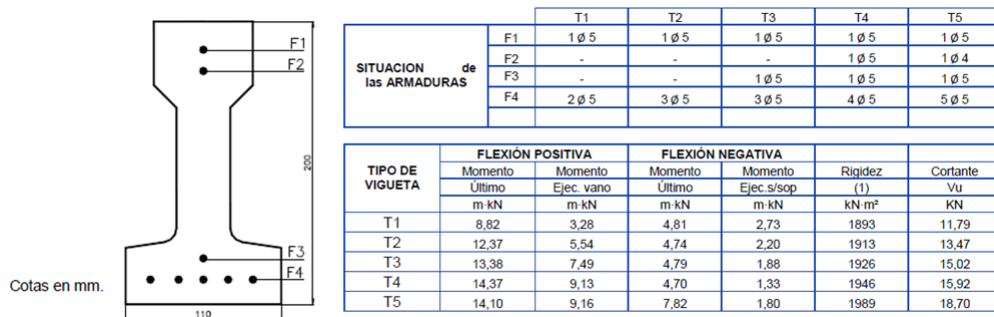 F1
F2
F3
F4
200
110
Cotas en mm.
T1 T2 T3 T4 T5
SITUACION de las ARMADURAS
F1 1 ø 5 1 ø 5 1 ø 5 1 ø 5 1 ø 5
F2 - - - 1 ø 5 1 ø 4
F3 - - 1 ø 5 1 ø 5 1 ø 5
F4 2 ø 5 3 ø 5 3 ø 5 4 ø 5 5 ø 5
TIPO DE VIGUETA
FLEXIÓN POSITIVA FLEXIÓN NEGATIVA
Momento Momento Momento Momento Rigidez Cortante
Último Ejec. vano Último Ejec.s/sop (1) Vu
m·kN m·kN m·kN m·kN kN·m² KN
T1 8,82 3,28 4,81 2,73 1893 11,79
T2 12,37 5,54 4,74 2,20 1913 13,47
T3 13,38 7,49 4,79 1,88 1926 15,02
T4 14,37 9,13 4,70 1,33 1946 15,92
T5 14,10 9,16 7,82 1,80 1989 18,70